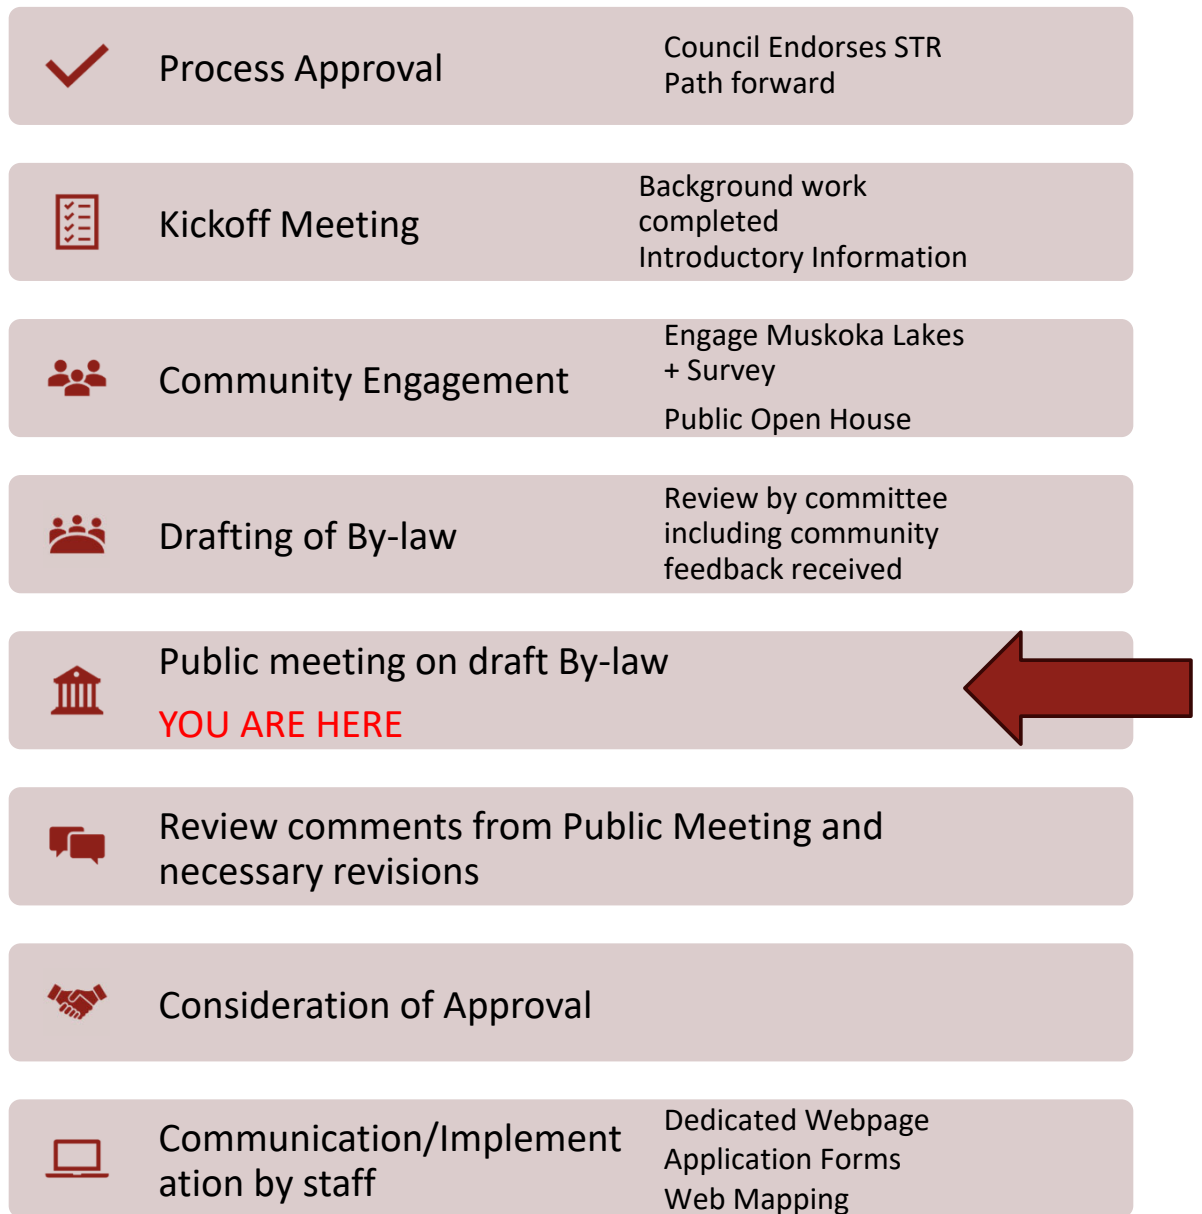 Process Approval
Council Endorses STR
Path forward
Kickoff Meeting
Background work
completed
Introductory Information
Community Engagement
Engage Muskoka Lakes
+ Survey
Public Open House
Drafting of By-law
Review by committee
including community
feedback received
Public meeting on draft By-law
YOU ARE HERE
Review comments from Public Meeting and
necessary revisions
Consideration of Approval
Communication/Implement
ation by staff
Dedicated Webpage
Application Forms
Web Mapping